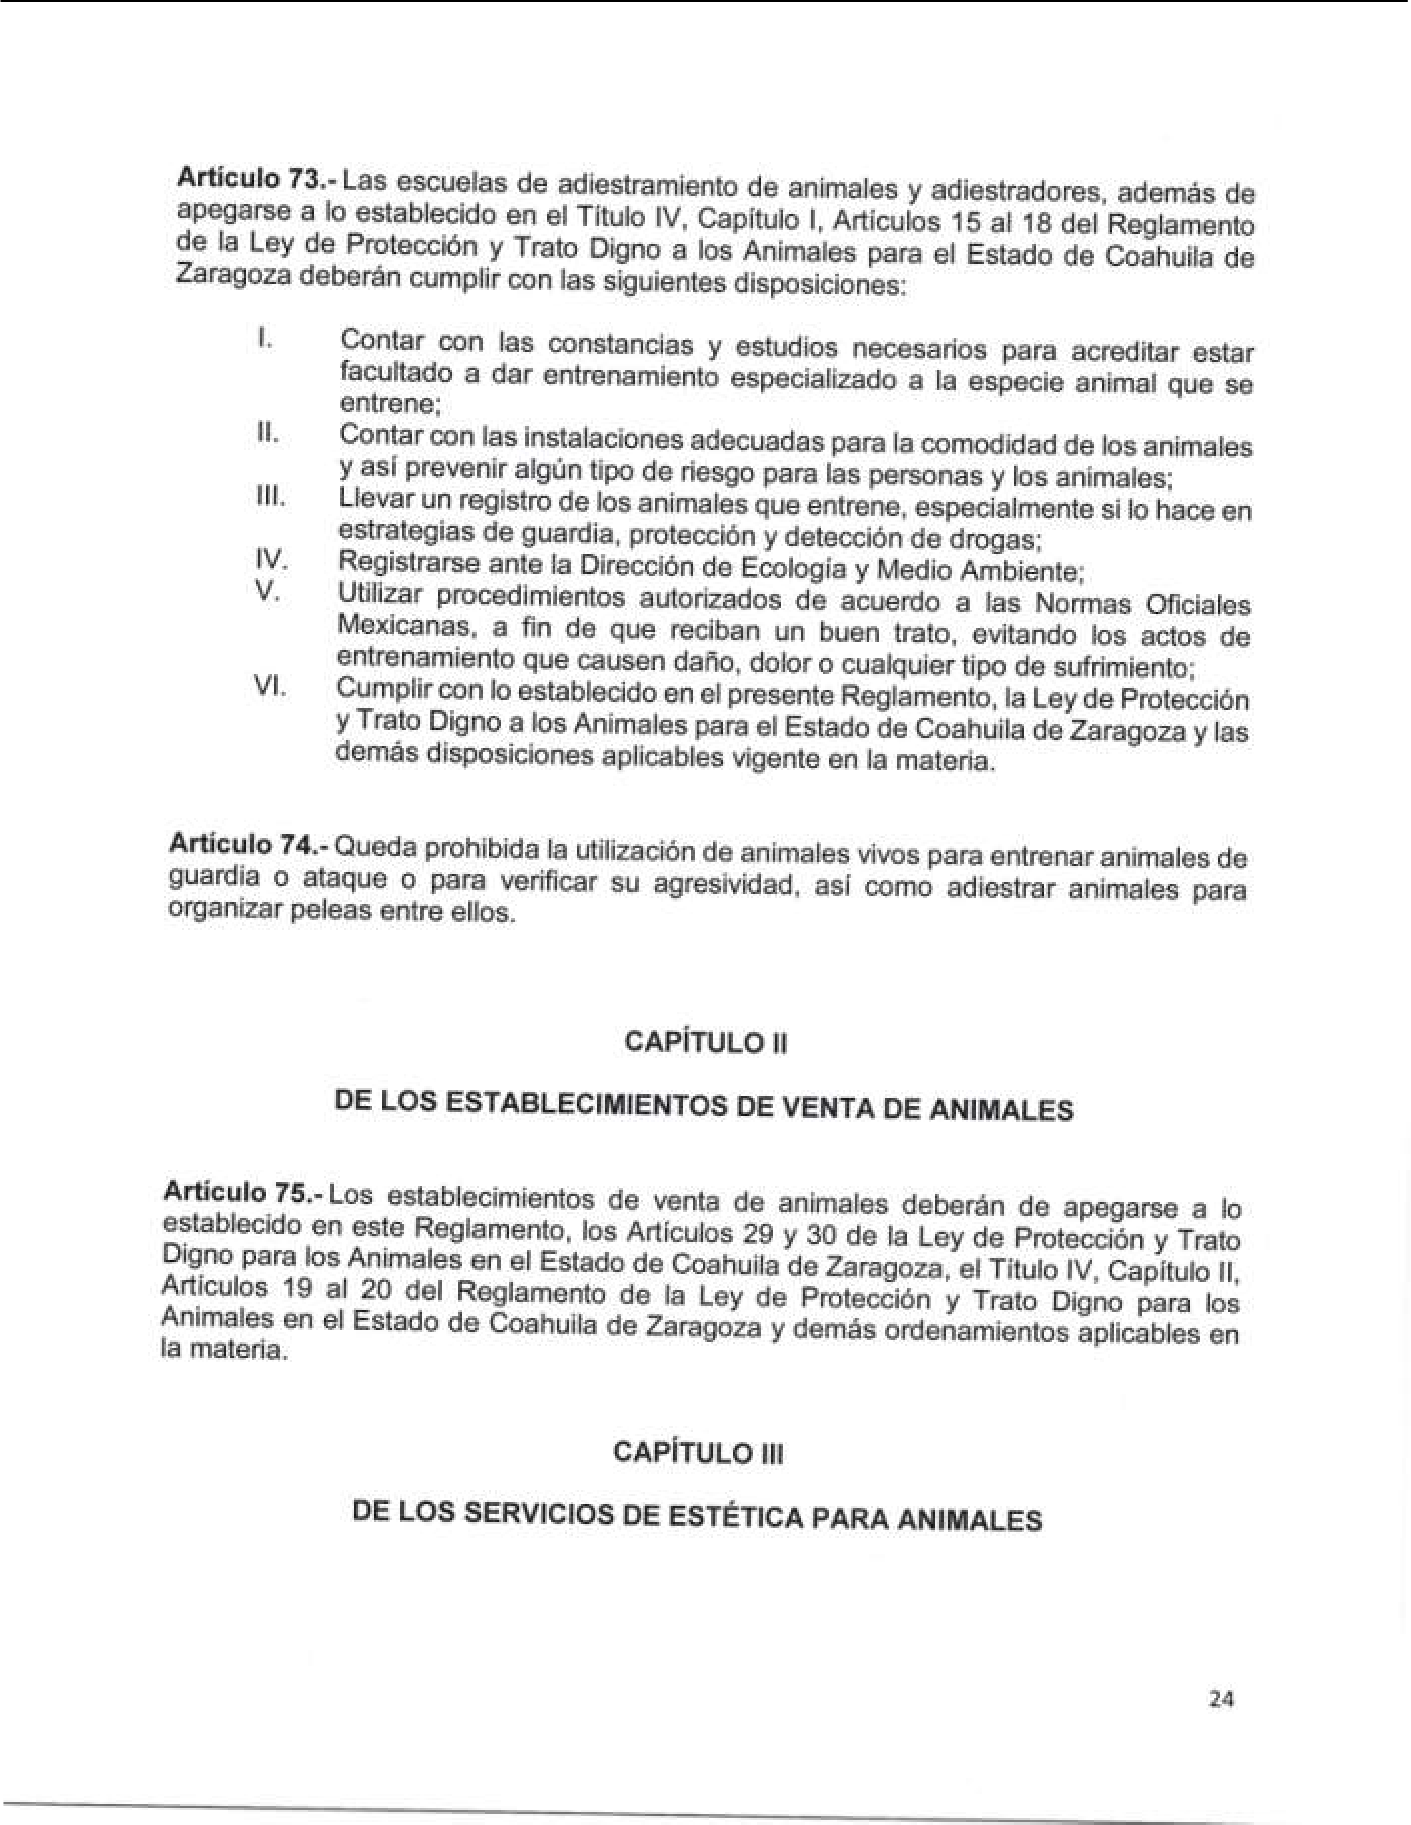 Artículo 73.- Las escuelas de adiestramiento de animales y adiestradores, además de
apegarse a lo establecido en el Título IV, Capítulo I, Artículos 15 al 18 del Reglamento
de la Ley de Protección y Trato Digno a los Animales para el Estado de Coahuila de
Zaragoza deberán cumplir con las siguientes disposiciones:
I. Contar con las constancias y estudios necesarios para acreditar estar
facultado a dar entrenamiento especializado a la especie animal que se
entrene;
II. Contar con las instalaciones adecuadas para la comodidad de los animales
y así prevenir algún tipo de riesgo para las personas y los animales;
III. Llevar un registro de los animales que entrene, especialmente si lo hace en
estrategias de guardia, protección y detección de drogas;
IV. Registrarse ante la Dirección de Ecología y Medio Ambiente;
V. Utilizar procedimientos autorizados de acuerdo a las Normas Oficiales
Mexicanas, a fin de que reciban un buen trato, evitando los actos de
entrenamiento que causen daño, dolor o cualquier tipo de sufrimiento;
VI. Cumplir con lo establecido en el presente Reglamento, la Ley de Protección
y Trato Digno a los Animales para el Estado de Coahuila de Zaragoza y las
demás disposiciones aplicables vigente en la materia.
Artículo 74.- Queda prohibida la utilización de animales vivos para entrenar animales de
guardia o ataque o para verificar su agresividad, así como adiestrar animales para
organizar peleas entre ellos.
CAPÍTULO II
DE LOS ESTABLECIMIENTOS DE VENTA DE ANIMALES
Artículo 75.- Los establecimientos de venta de animales deberán de apegarse a lo
establecido en este Reglamento, los Artículos 29 y 30 de la Ley de Protección y Trato
Digno para los Animales en el Estado de Coahuila de Zaragoza, el Título IV, Capítulo II,
Artículos 19 al 20 del Reglamento de la Ley de Protección y Trato Digno para los
Animales en el Estado de Coahuila de Zaragoza y demás ordenamientos aplicables en
la materia.
CAPÍTULO III
DE LOS SERVICIOS DE ESTÉTICA PARA ANIMALES
24